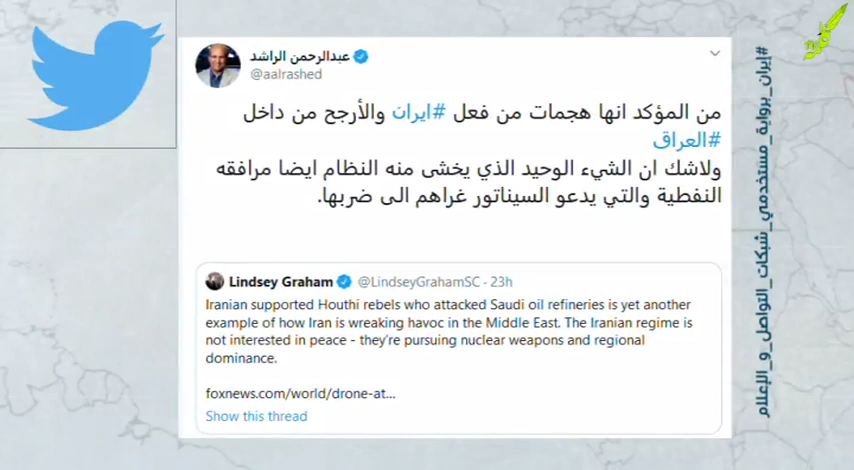 عبدالرحمن الراشد
@aalrashed
من المؤكد انها هجمات من فعل #ايران والأرجح من داخل
#العراق
ولاشك ان الشيء الوحيد الذي يخشى منه النظام ايضا مرافقه
النفطية والتي يدعو السيناتور غراهم الى ضربها.
Lindsey Graham @LindseyGrahamSC - 23h
Iranian supported Houthi rebels who attacked Saudi oil refineries is yet another
example of how Iran is wreaking havoc in the Middle East. The Iranian regime is
not interested in peace - they're pursuing nuclear weapons and regional
dominance.
foxnews.com/world/drone-at...
Show this thread
#إيران_برواية_مستخدمي_شبكات_التواصل_و_الإعلام